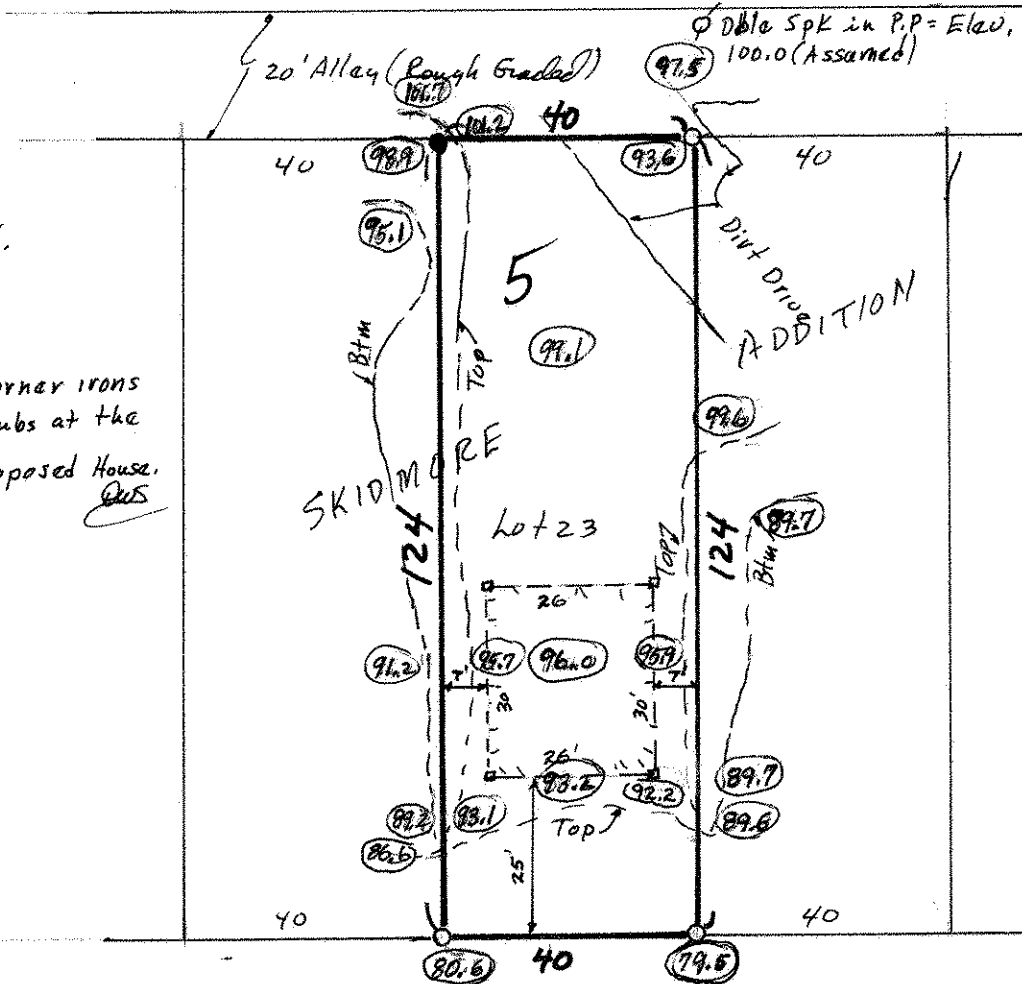 Ø Dble Spk in P.P = Elev.
100.0 (Assumed)
20' Alley (Rough Graded)
97.5
101.2
40
40
98.9
93.6
40
95.1
5
Dirt Drive
ADDITION
Btm
Top
99.1
orner irons
ubs at the
oposed House.
99.6
SKIDMORE
Lot 23
124
124
Top
89.7
Btm
26'
91.2
95.7
96.0
95.9
7'
7'
30'
30'
26'
93.2
92.2
89.7
89.2
93.1
Top
89.6
86.6
25'
40
40
80.6
40
79.5